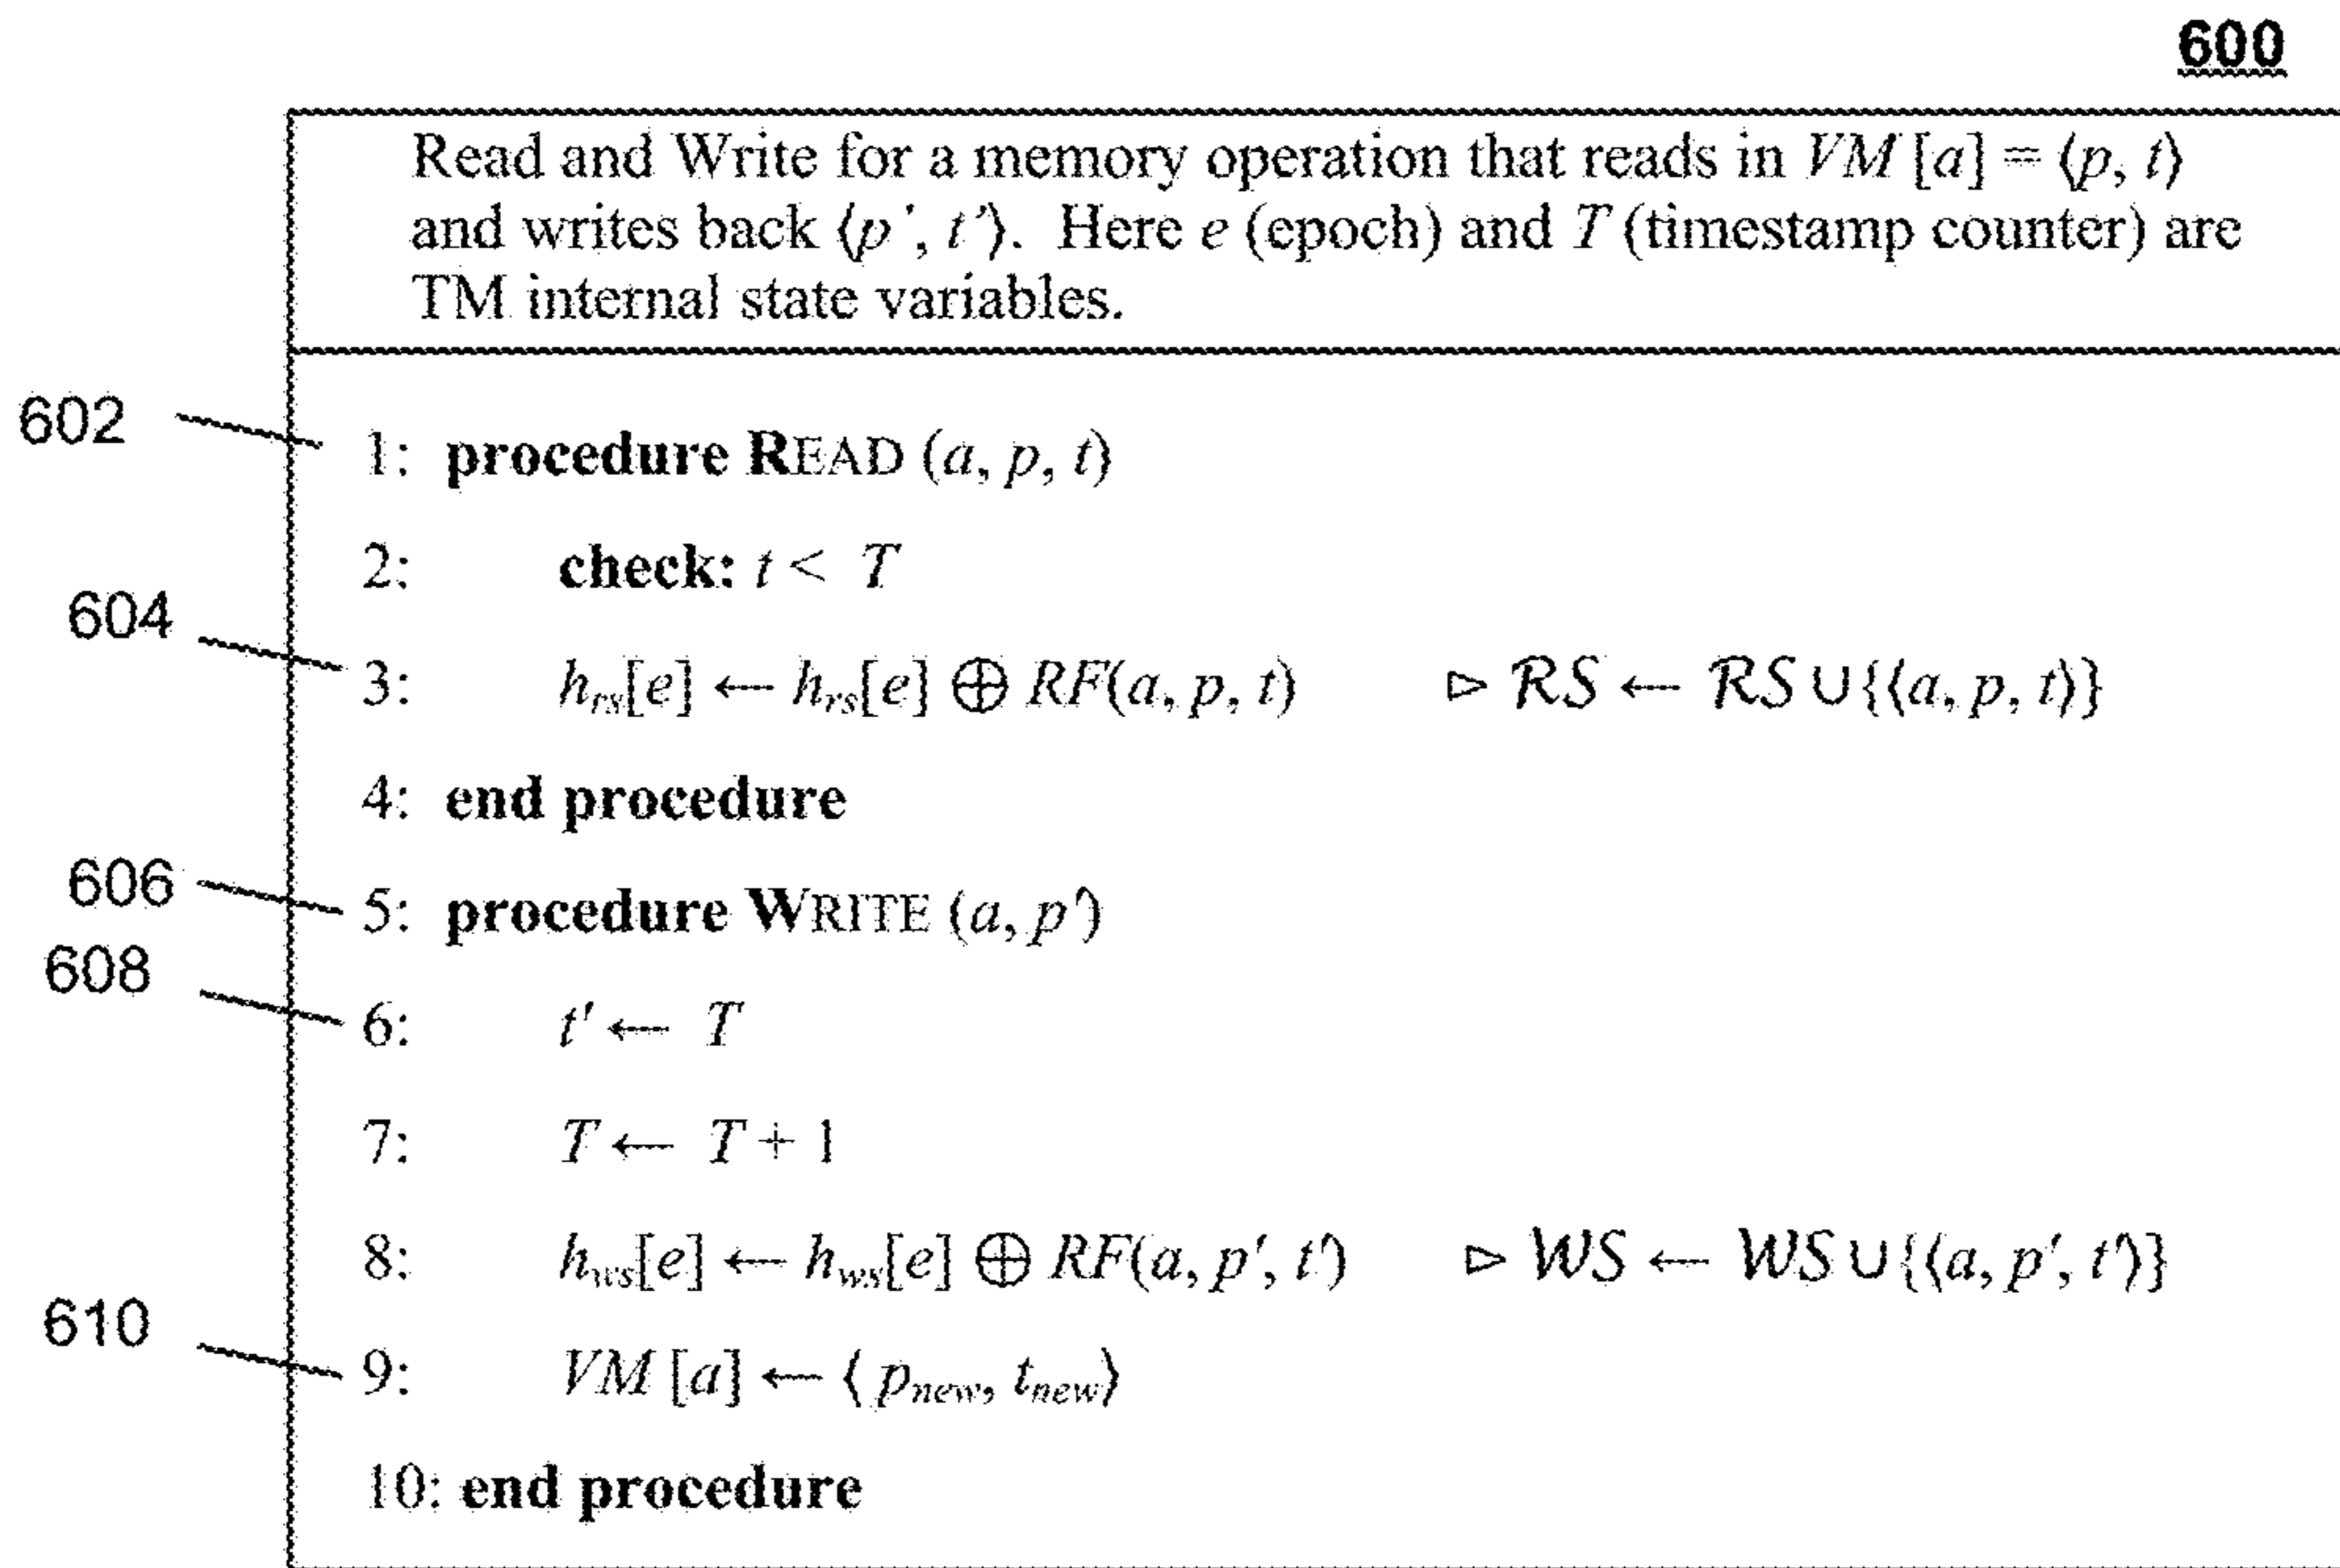 600
Read and Write for a memory operation that reads in VM [a] = ⟨p, t⟩
and writes back ⟨p', t'⟩. Here e (epoch) and T (timestamp counter) are
TM internal state variables.
602
1: procedure READ (a, p, t)
2: check: t < T
604
3: h_rs[e] ← h_rs[e] ⊕ RF(a, p, t) ▷ RS ← RS ∪{⟨a, p, t⟩}
4: end procedure
606
5: procedure WRITE (a, p')
608
6: t' ← T
7: T ← T + 1
8: h_ws[e] ← h_ws[e] ⊕ RF(a, p', t') ▷ WS ← WS ∪{⟨a, p', t'⟩}
610
9: VM [a] ← ⟨ p_new, t_new⟩
10: end procedure